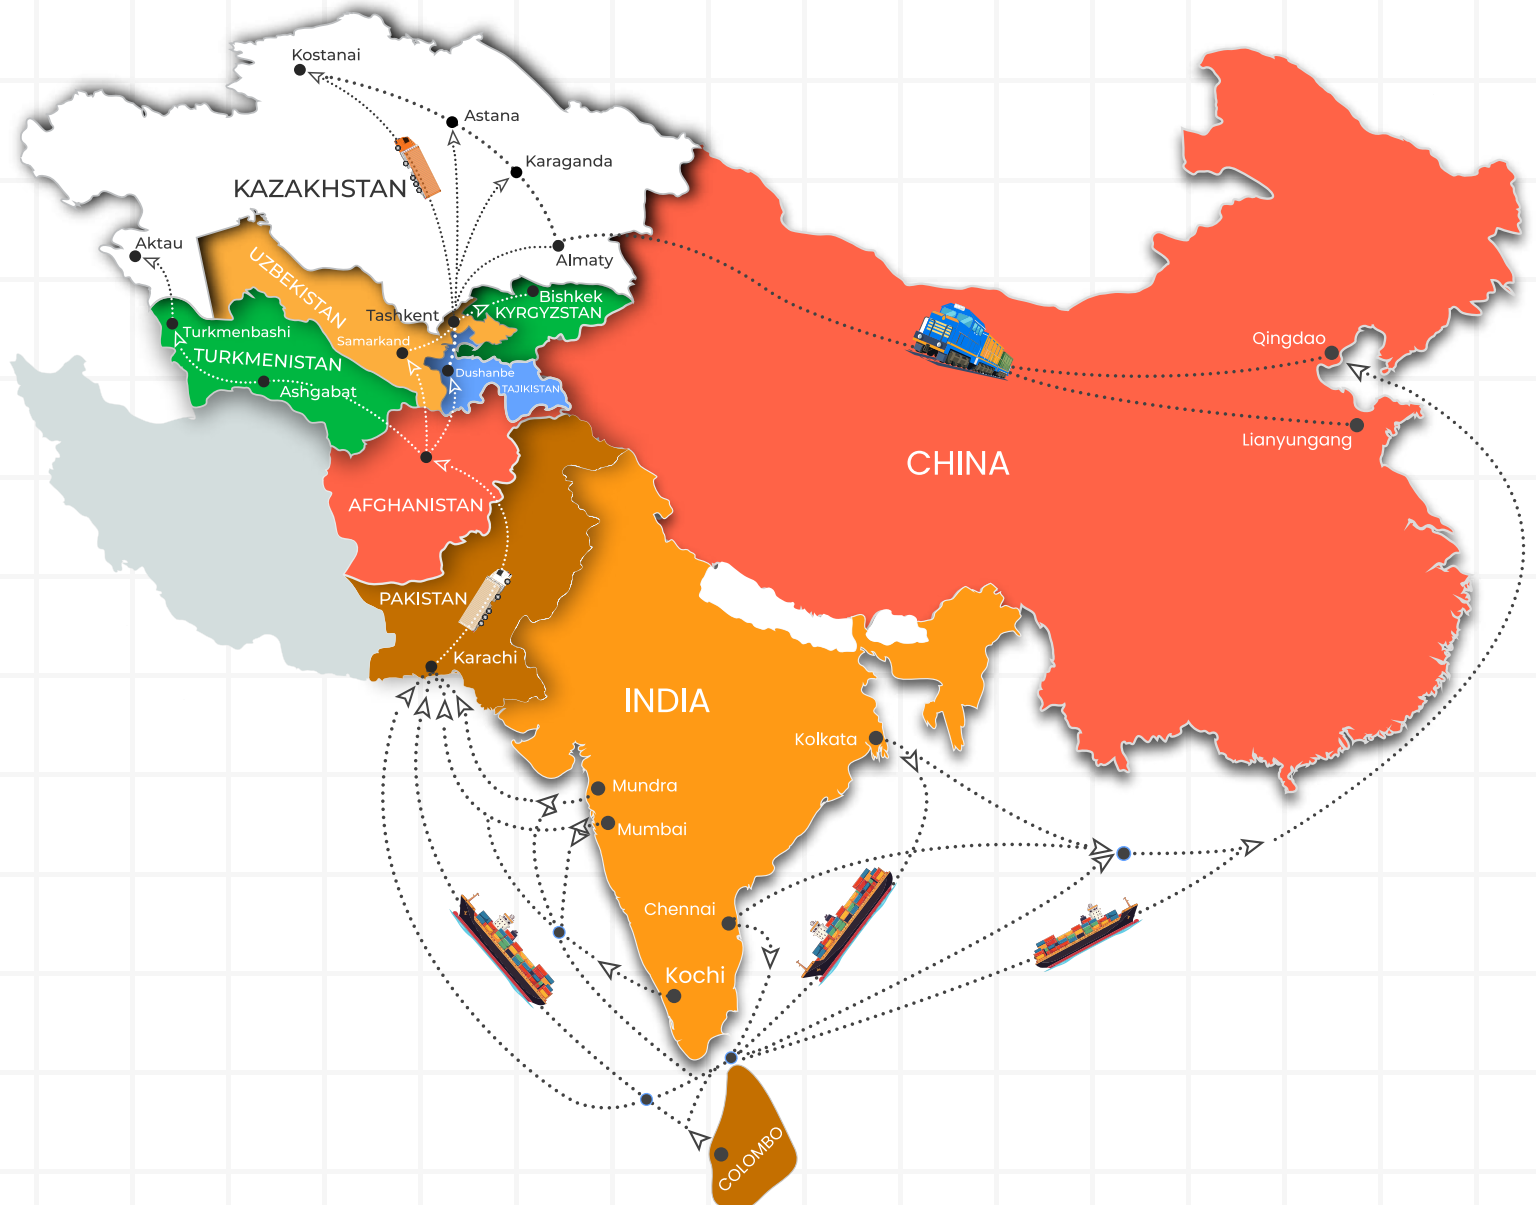 Kostanai
Astana
Karaganda
KAZAKHSTAN
Aktau
Almaty
UZBEKISTAN
Bishkek
KYRGYZSTAN
Tashkent
Turkmenbashi
Samarkand
TURKMENISTAN
Dushanbe
TAJIKISTAN
Ashgabat
Qingdao
Lianyungang
CHINA
AFGHANISTAN
PAKISTAN
Karachi
INDIA
Kolkata
Mundra
Mumbai
Chennai
Kochi
COLOMBO